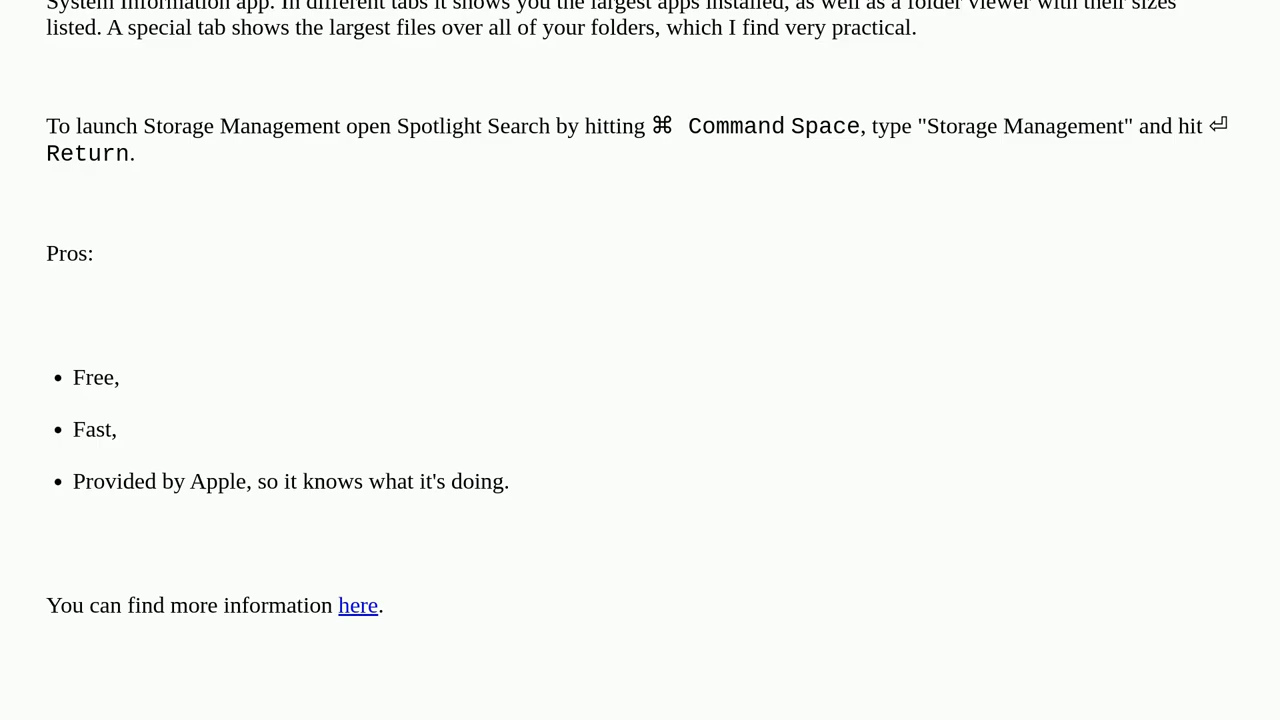 System Information app. In different tabs it shows you the largest apps installed, as well as a folder viewer with their sizes
listed. A special tab shows the largest files over all of your folders, which I find very practical.
To launch Storage Management open Spotlight Search by hitting ⌘ Command Space, type "Storage Management" and hit ⏎
Return.
Pros:
• Free,
• Fast,
• Provided by Apple, so it knows what it's doing.
You can find more information here.